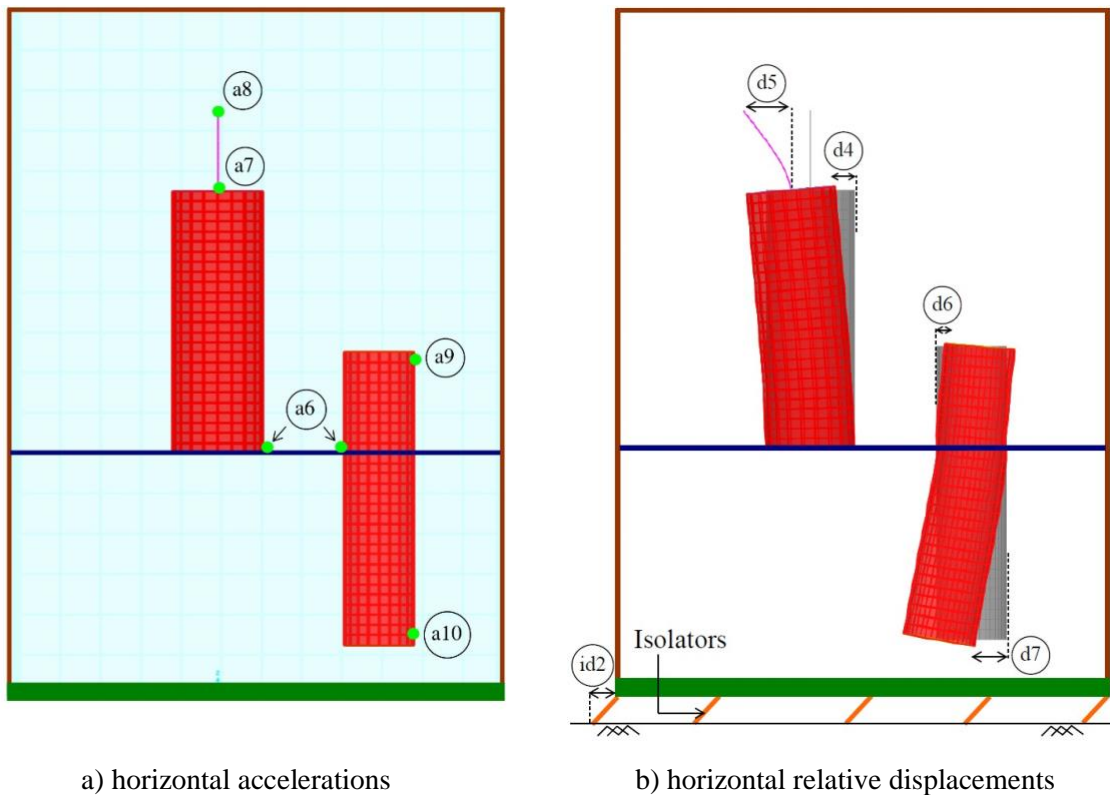 a8
a7
a9
a6
a10
d5
d4
d6
Isolators
id2
d7
a) horizontal accelerations
b) horizontal relative displacements